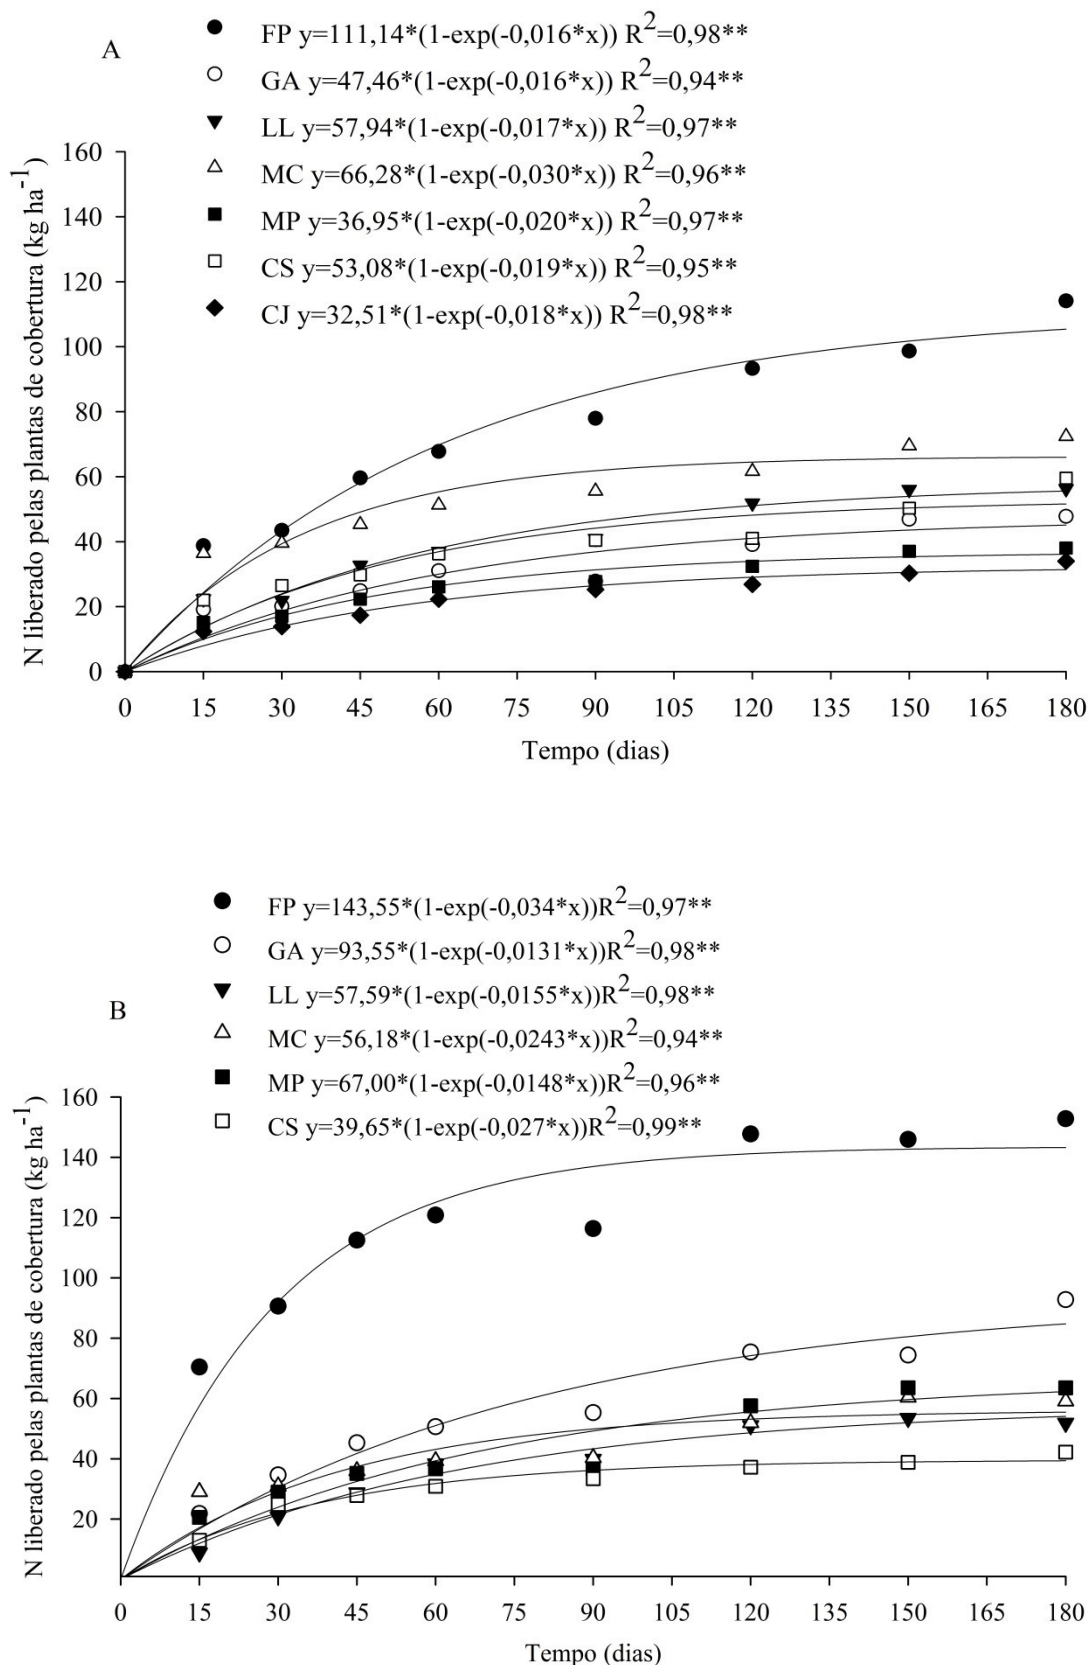 A
FP y=111,14*(1-exp(-0,016*x)) R²=0,98**
GA y=47,46*(1-exp(-0,016*x)) R²=0,94**
LL y=57,94*(1-exp(-0,017*x)) R²=0,97**
MC y=66,28*(1-exp(-0,030*x)) R²=0,96**
MP y=36,95*(1-exp(-0,020*x)) R²=0,97**
CS y=53,08*(1-exp(-0,019*x)) R²=0,95**
CJ y=32,51*(1-exp(-0,018*x)) R²=0,98**
N liberado pelas plantas de cobertura (kg ha⁻¹)
160
140
120
100
80
60
40
20
0
0 15 30 45 60 75 90 105 120 135 150 165 180
Tempo (dias)
B
FP y=143,55*(1-exp(-0,034*x))R²=0,97**
GA y=93,55*(1-exp(-0,0131*x))R²=0,98**
LL y=57,59*(1-exp(-0,0155*x))R²=0,98**
MC y=56,18*(1-exp(-0,0243*x))R²=0,94**
MP y=67,00*(1-exp(-0,0148*x))R²=0,96**
CS y=39,65*(1-exp(-0,027*x))R²=0,99**
N liberado pelas plantas de cobertura (kg ha⁻¹)
160
140
120
100
80
60
40
20
0 15 30 45 60 75 90 105 120 135 150 165 180
Tempo (dias)